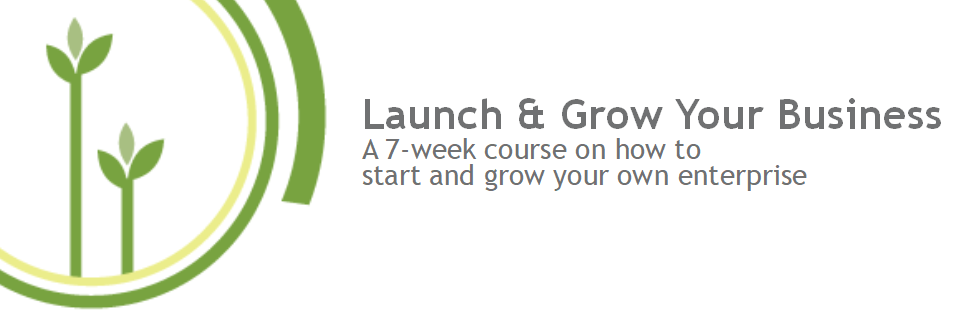 Launch & Grow Your Business
A 7-week course on how to
start and grow your own enterprise